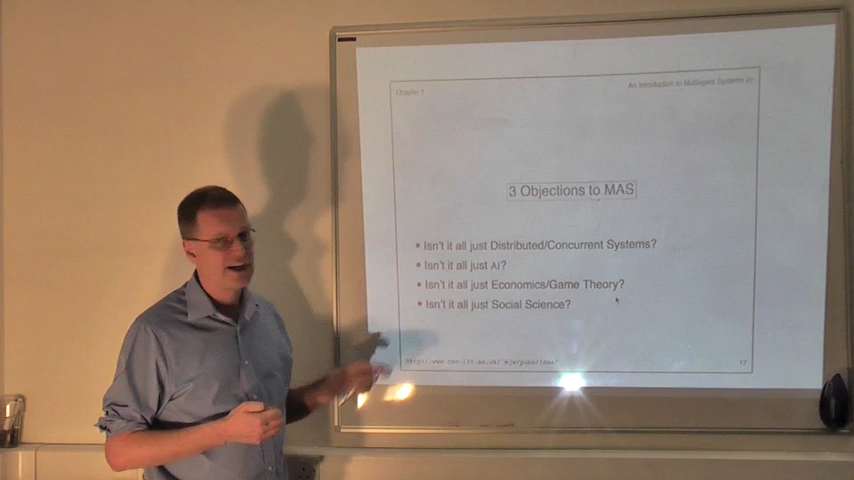 Chapter 1
An Introduction to Multiagent Systems 2e
3 Objections to MAS
• Isn't it all just Distributed/Concurrent Systems?
• Isn't it all just AI?
• Isn't it all just Economics/Game Theory?
• Isn't it all just Social Science?
17